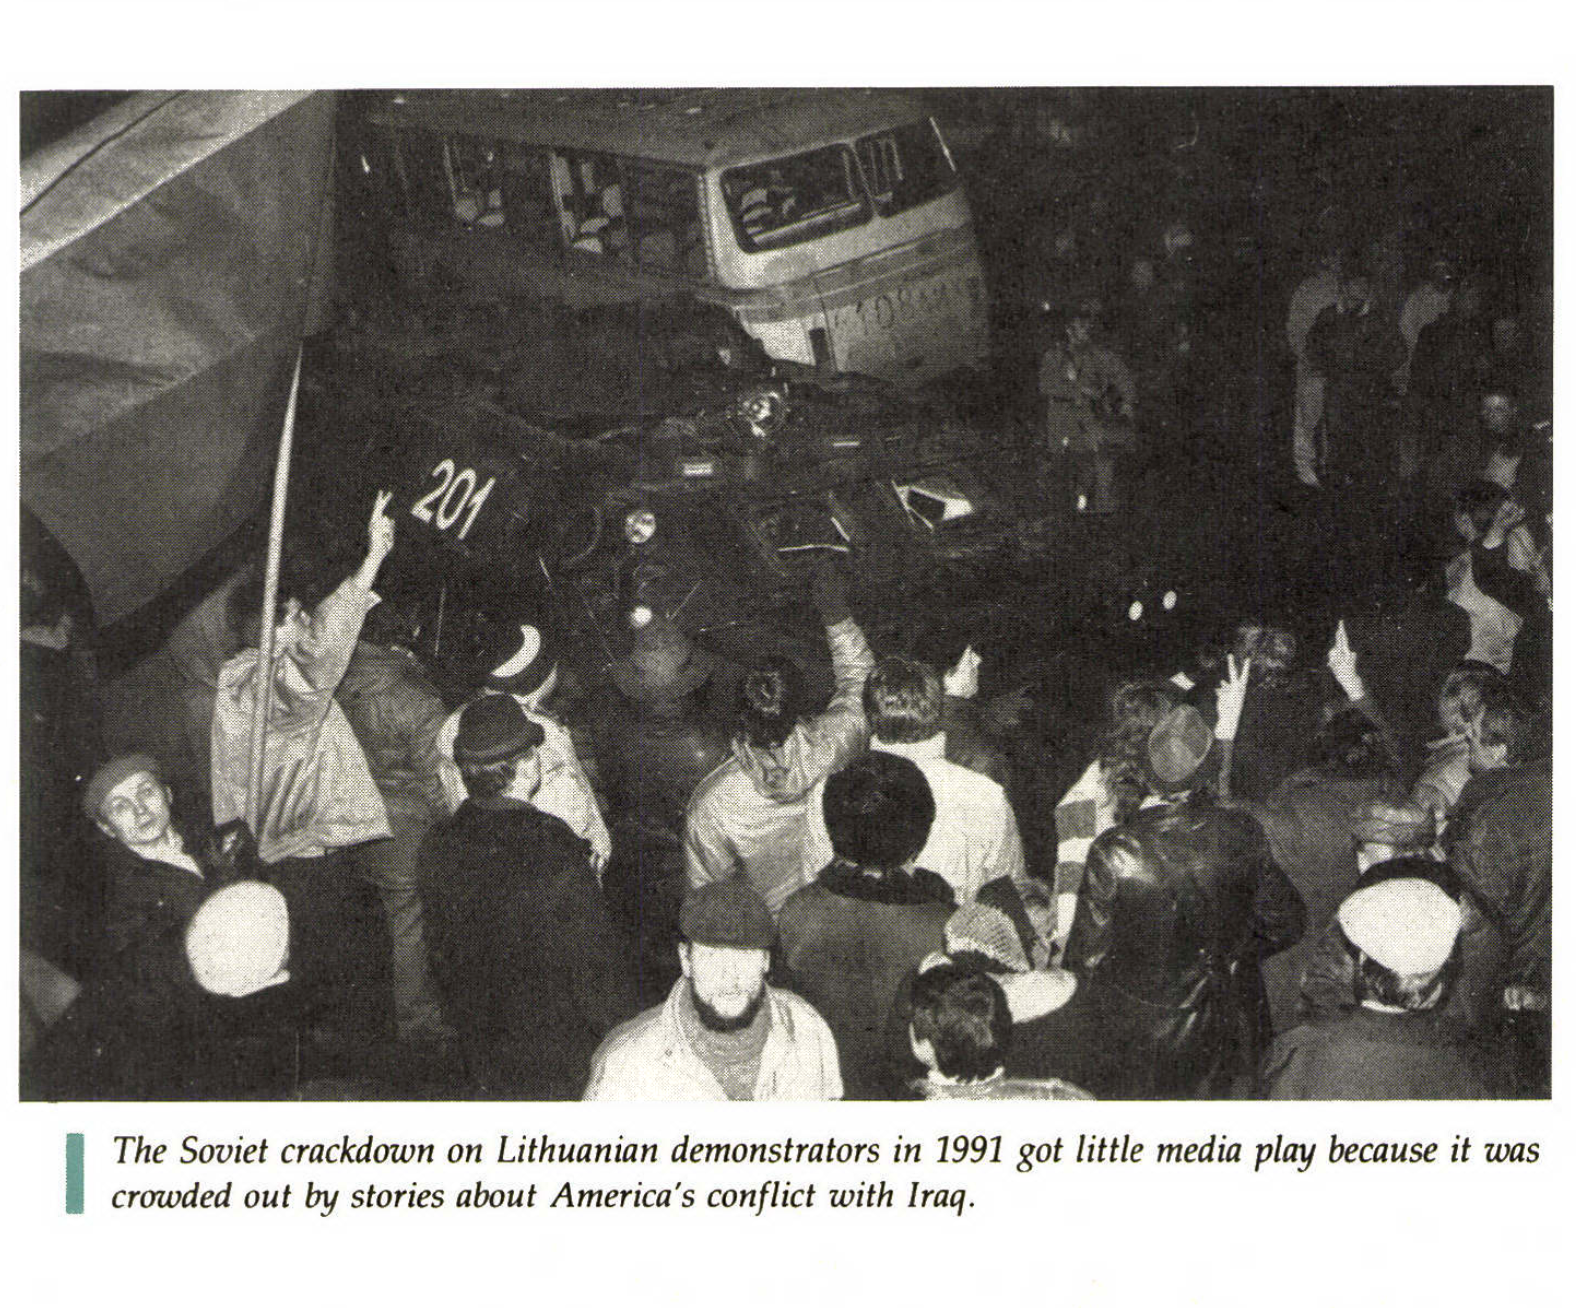 201
The Soviet crackdown on Lithuanian demonstrators in 1991 got little media play because it was
crowded out by stories about America's conflict with Iraq.